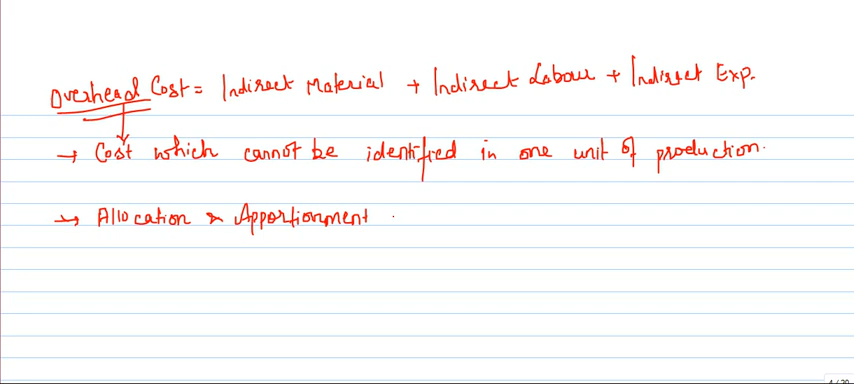 Overhead Cost = Indirect Material + Indirect Labour + Indirect Exp.
→ Cost which cannot be identified in one unit of production.
→ Allocation & Apportionment